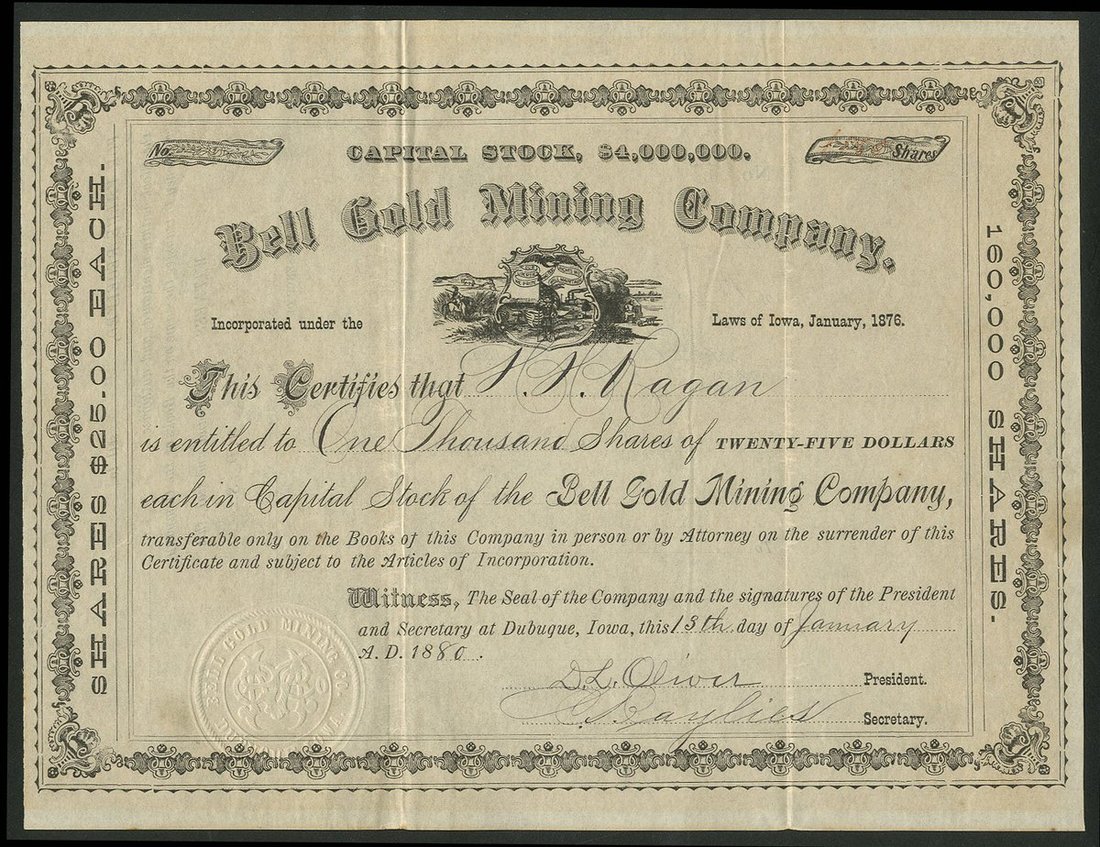 No.
CAPITAL STOCK, $4,000,000.
Shares
Bell Gold Mining Company.
Incorporated under the
Laws of Iowa, January, 1876.
This Certifies that H. H. Ragan
is entitled to One Thousand Shares of TWENTY-FIVE DOLLARS
each in Capital Stock of the Bell Gold Mining Company,
transferable only on the Books of this Company in person or by Attorney on the surrender of this
Certificate and subject to the Articles of Incorporation.
Witness, The Seal of the Company and the signatures of the President
and Secretary at Dubuque, Iowa, this 13th day of January
A. D. 1880.
D. L. Oliver President.
Baylies Secretary.
SHARES $25.00 EACH.
160,000 SHARES.
BELL GOLD MINING CO.